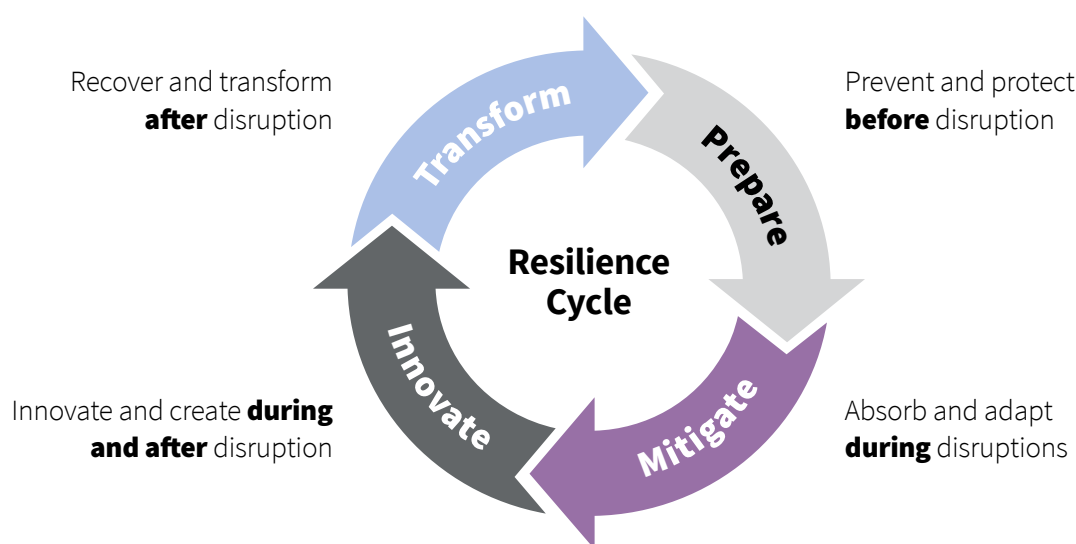 Recover and transform
after disruption
Transform
Prevent and protect
before disruption
Prepare
Resilience
Cycle
Innovate and create during
and after disruption
Innovate
Absorb and adapt
during disruptions
Mitigate